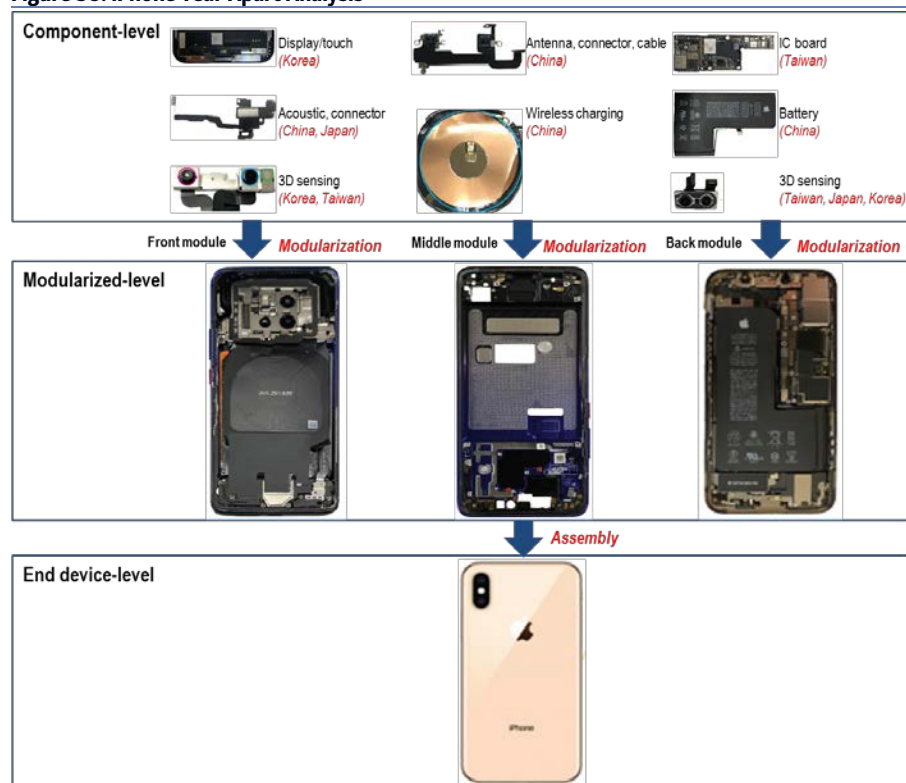 Component-level
Display/touch
(Korea)
Antenna, connector, cable
(China)
IC board
(Taiwan)
Acoustic, connector
(China, Japan)
Wireless charging
(China)
Battery
(China)
3D sensing
(Korea, Taiwan)
3D sensing
(Taiwan, Japan, Korea)
Front module
Modularization
Middle module
Modularization
Back module
Modularization
Modularized-level
Assembly
End device-level
iPhone